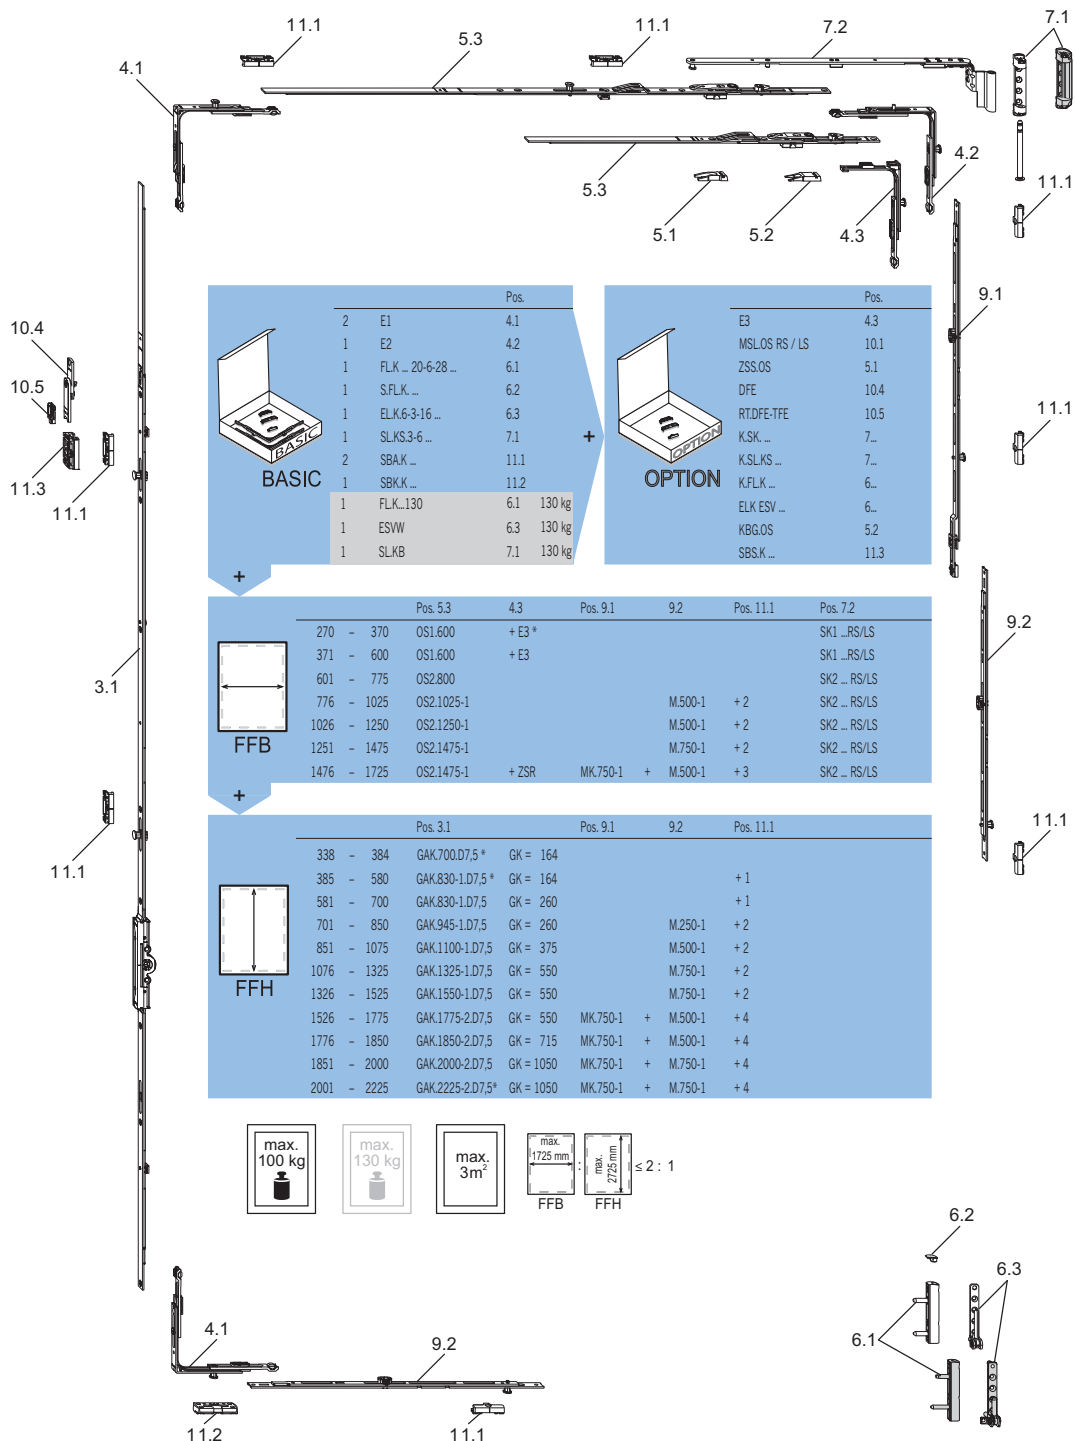 11.1
5.3
11.1
7.2
7.1
4.1
5.3
4.2
5.1
5.2
4.3
11.1
9.1
10.4
10.5
11.3
11.1
11.1
3.1
9.2
11.1
11.1
Pos.
2 E1 4.1
1 E2 4.2
1 FL.K ... 20-6-28 ... 6.1
1 S.FL.K. ... 6.2
1 EL.K.6-3-16 ... 6.3
1 SL.KS.3-6 ... 7.1
2 SBA.K ... 11.1
1 SBK.K ... 11.2
1 FL.K...130 6.1 130 kg
1 ESVW 6.3 130 kg
1 SL.KB 7.1 130 kg
BASIC
BASIC
+
Pos.
E3 4.3
MSL.OS RS / LS 10.1
ZSS.OS 5.1
DFE 10.4
RT.DFE-TFE 10.5
K.SK. ... 7...
K.SL.KS ... 7...
K.FL.K ... 6...
ELK ESV ... 6...
KBG.OS 5.2
SBS.K ... 11.3
OPTION
OPTION
+
Pos. 5.3 4.3 Pos. 9.1 9.2 Pos. 11.1 Pos. 7.2
270 – 370 OS1.600 + E3 * SK1 ...RS/LS
371 – 600 OS1.600 + E3 SK1 ...RS/LS
601 – 775 OS2.800 SK2 ... RS/LS
776 – 1025 OS2.1025-1 M.500-1 + 2 SK2 ... RS/LS
1026 – 1250 OS2.1250-1 M.500-1 + 2 SK2 ... RS/LS
1251 – 1475 OS2.1475-1 M.750-1 + 2 SK2 ... RS/LS
1476 – 1725 OS2.1475-1 + ZSR MK.750-1 + M.500-1 + 3 SK2 ... RS/LS
FFB
+
Pos. 3.1 Pos. 9.1 9.2 Pos. 11.1
338 – 384 GAK.700.D7,5 * GK = 164
385 – 580 GAK.830-1.D7,5 * GK = 164 + 1
581 – 700 GAK.830-1.D7,5 GK = 260 + 1
701 – 850 GAK.945-1.D7,5 GK = 260 M.250-1 + 2
851 – 1075 GAK.1100-1.D7,5 GK = 375 M.500-1 + 2
1076 – 1325 GAK.1325-1.D7,5 GK = 550 M.750-1 + 2
1326 – 1525 GAK.1550-1.D7,5 GK = 550 M.750-1 + 2
1526 – 1775 GAK.1775-2.D7,5 GK = 550 MK.750-1 + M.500-1 + 4
1776 – 1850 GAK.1850-2.D7,5 GK = 715 MK.750-1 + M.500-1 + 4
1851 – 2000 GAK.2000-2.D7,5 GK = 1050 MK.750-1 + M.750-1 + 4
2001 – 2225 GAK.2225-2.D7,5* GK = 1050 MK.750-1 + M.750-1 + 4
FFH
max.
100 kg
max.
130 kg
max.
3m²
max.
1725 mm
FFB
:
max.
2725 mm
FFH
≤ 2 : 1
6.2
6.3
6.1
4.1
9.2
11.2
11.1